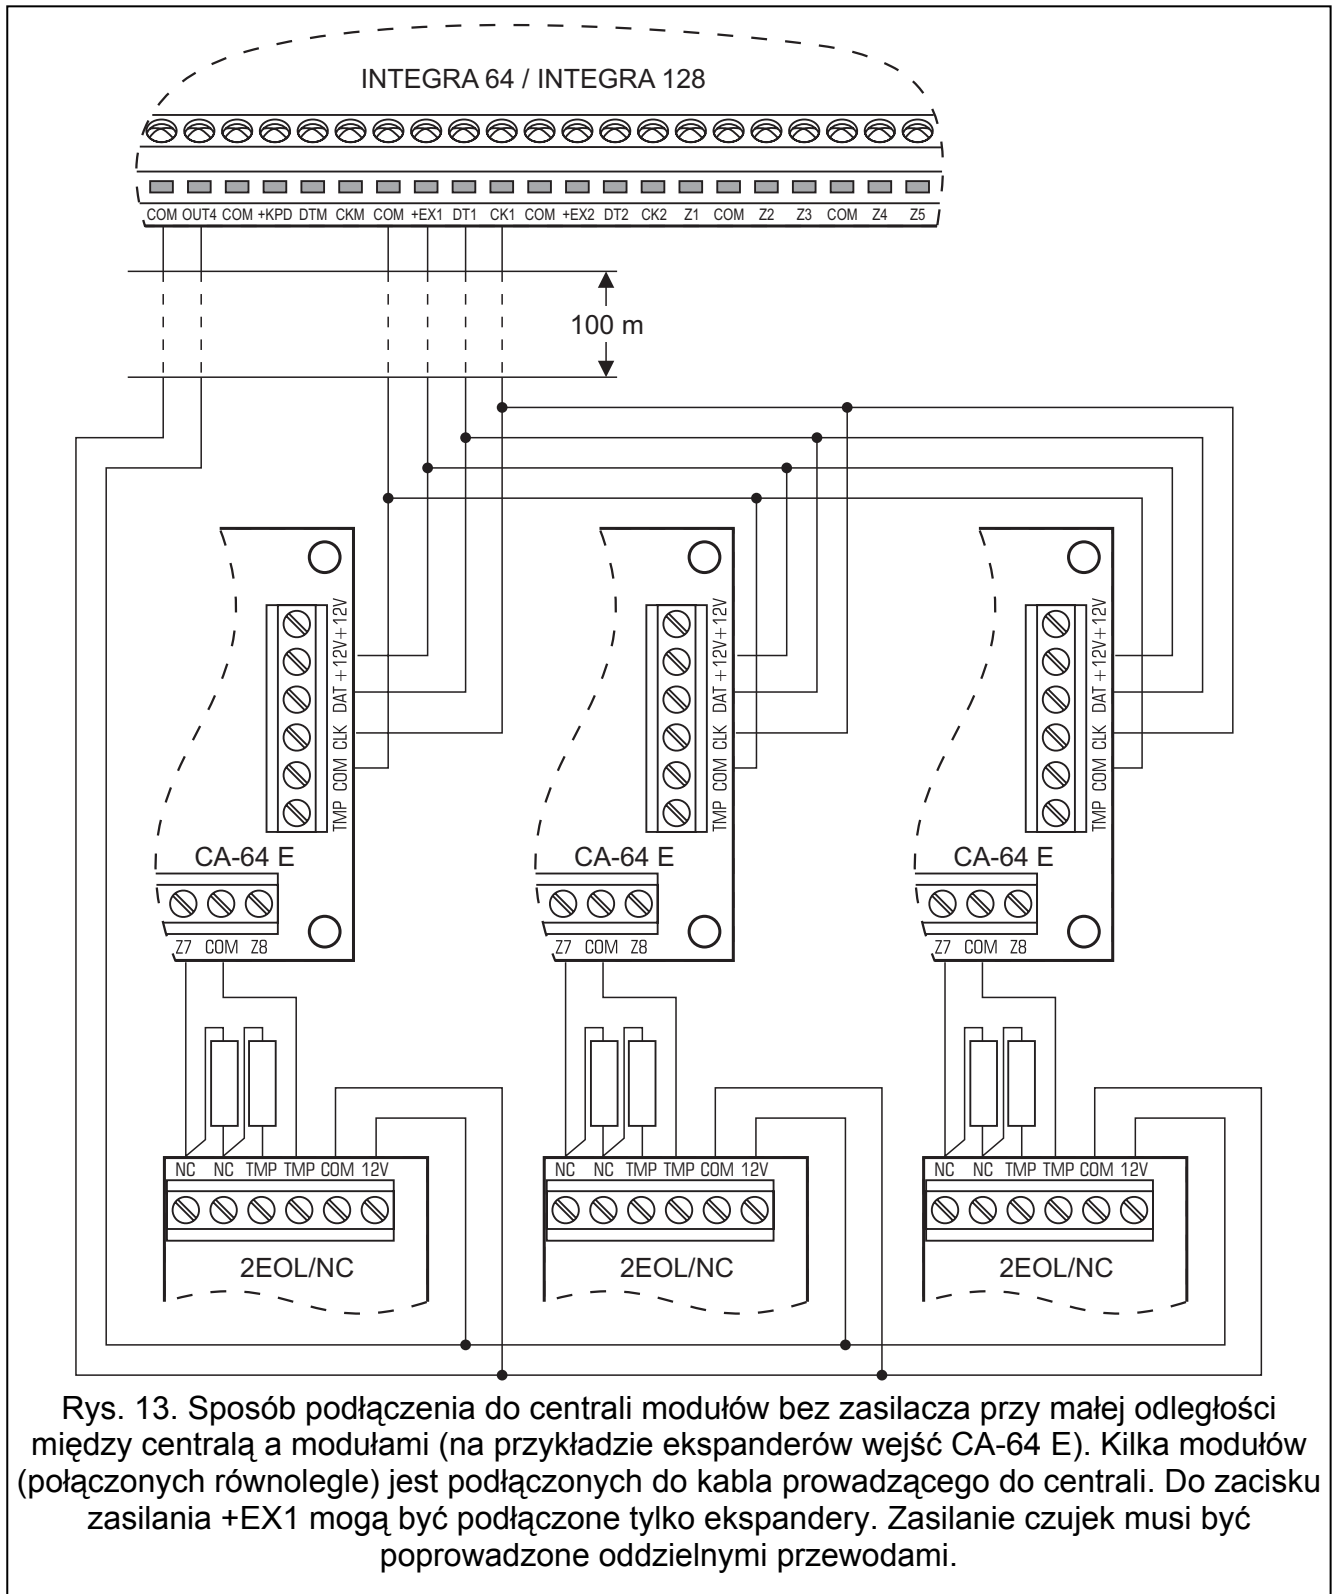 INTEGRA 64 / INTEGRA 128
COM OUT4 COM +KPD DTM CKM COM +EX1 DT1 CK1 COM +EX2 DT2 CK2 Z1 COM Z2 Z3 COM Z4 Z5
100 m
TMP COM CLK DAT +12V+12V
TMP COM CLK DAT +12V+12V
TMP COM CLK DAT +12V+12V
CA-64 E CA-64 E CA-64 E
Z7 COM Z8 Z7 COM Z8 Z7 COM Z8
NC NC TMP TMP COM 12V NC NC TMP TMP COM 12V NC NC TMP TMP COM 12V
2EOL/NC 2EOL/NC 2EOL/NC
Rys. 13. Sposób podłączenia do centrali modułów bez zasilacza przy małej odległości
między centralą a modułami (na przykładzie ekspanderów wejść CA-64 E). Kilka modułów
(połączonych równolegle) jest podłączonych do kabla prowadzącego do centrali. Do zacisku
zasilania +EX1 mogą być podłączone tylko ekspandery. Zasilanie czujek musi być
poprowadzone oddzielnymi przewodami.